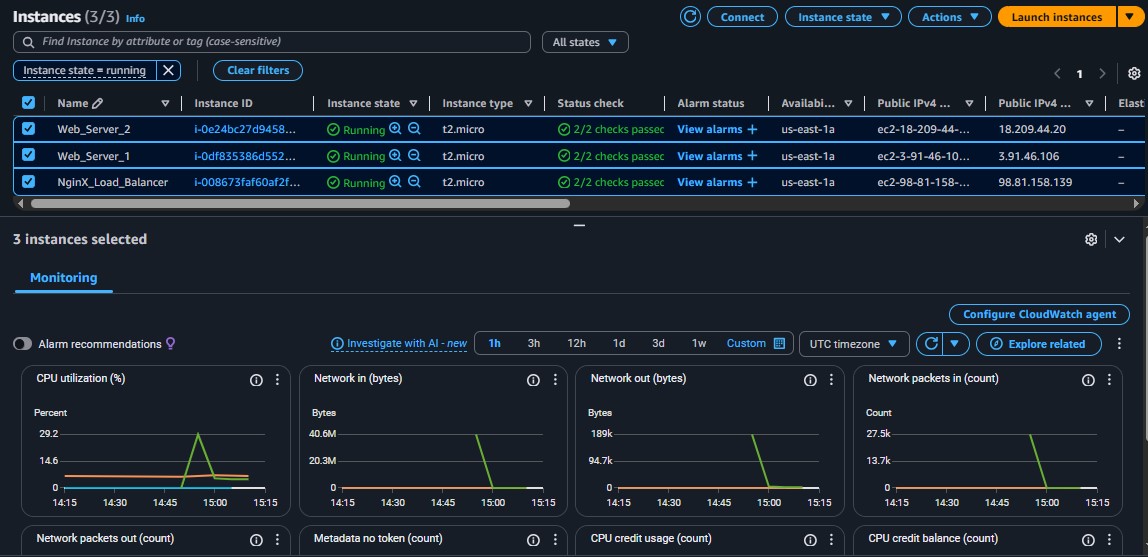 Instances (3/3) Info
Connect Instance state Actions Launch instances
Find Instance by attribute or tag (case-sensitive) All states
Instance state = running Clear filters 1
Name Instance ID Instance state Instance type Status check Alarm status Availabi... Public IPv4 ... Public IPv4 ... Elasti
Web_Server_2 i-0e24bc27d9458... Running t2.micro 2/2 checks passec View alarms + us-east-1a ec2-18-209-44-... 18.209.44.20 –
Web_Server_1 i-0df835386d552... Running t2.micro 2/2 checks passec View alarms + us-east-1a ec2-3-91-46-10... 3.91.46.106 –
NginX_Load_Balancer i-008673faf60af2f... Running t2.micro 2/2 checks passec View alarms + us-east-1a ec2-98-81-158-... 98.81.158.139 –
3 instances selected
Monitoring
Configure CloudWatch agent
Alarm recommendations Investigate with AI - new 1h 3h 12h 1d 3d 1w Custom UTC timezone Explore related
CPU utilization (%)
Percent
29.2
14.6
0
14:15 14:30 14:45 15:00 15:15
Network in (bytes)
Bytes
40.6M
20.3M
0
14:15 14:30 14:45 15:00 15:15
Network out (bytes)
Bytes
189k
94.7k
0
14:15 14:30 14:45 15:00 15:15
Network packets in (count)
Count
27.5k
13.7k
0
14:15 14:30 14:45 15:00 15:15
Network packets out (count)
Metadata no token (count)
CPU credit usage (count)
CPU credit balance (count)